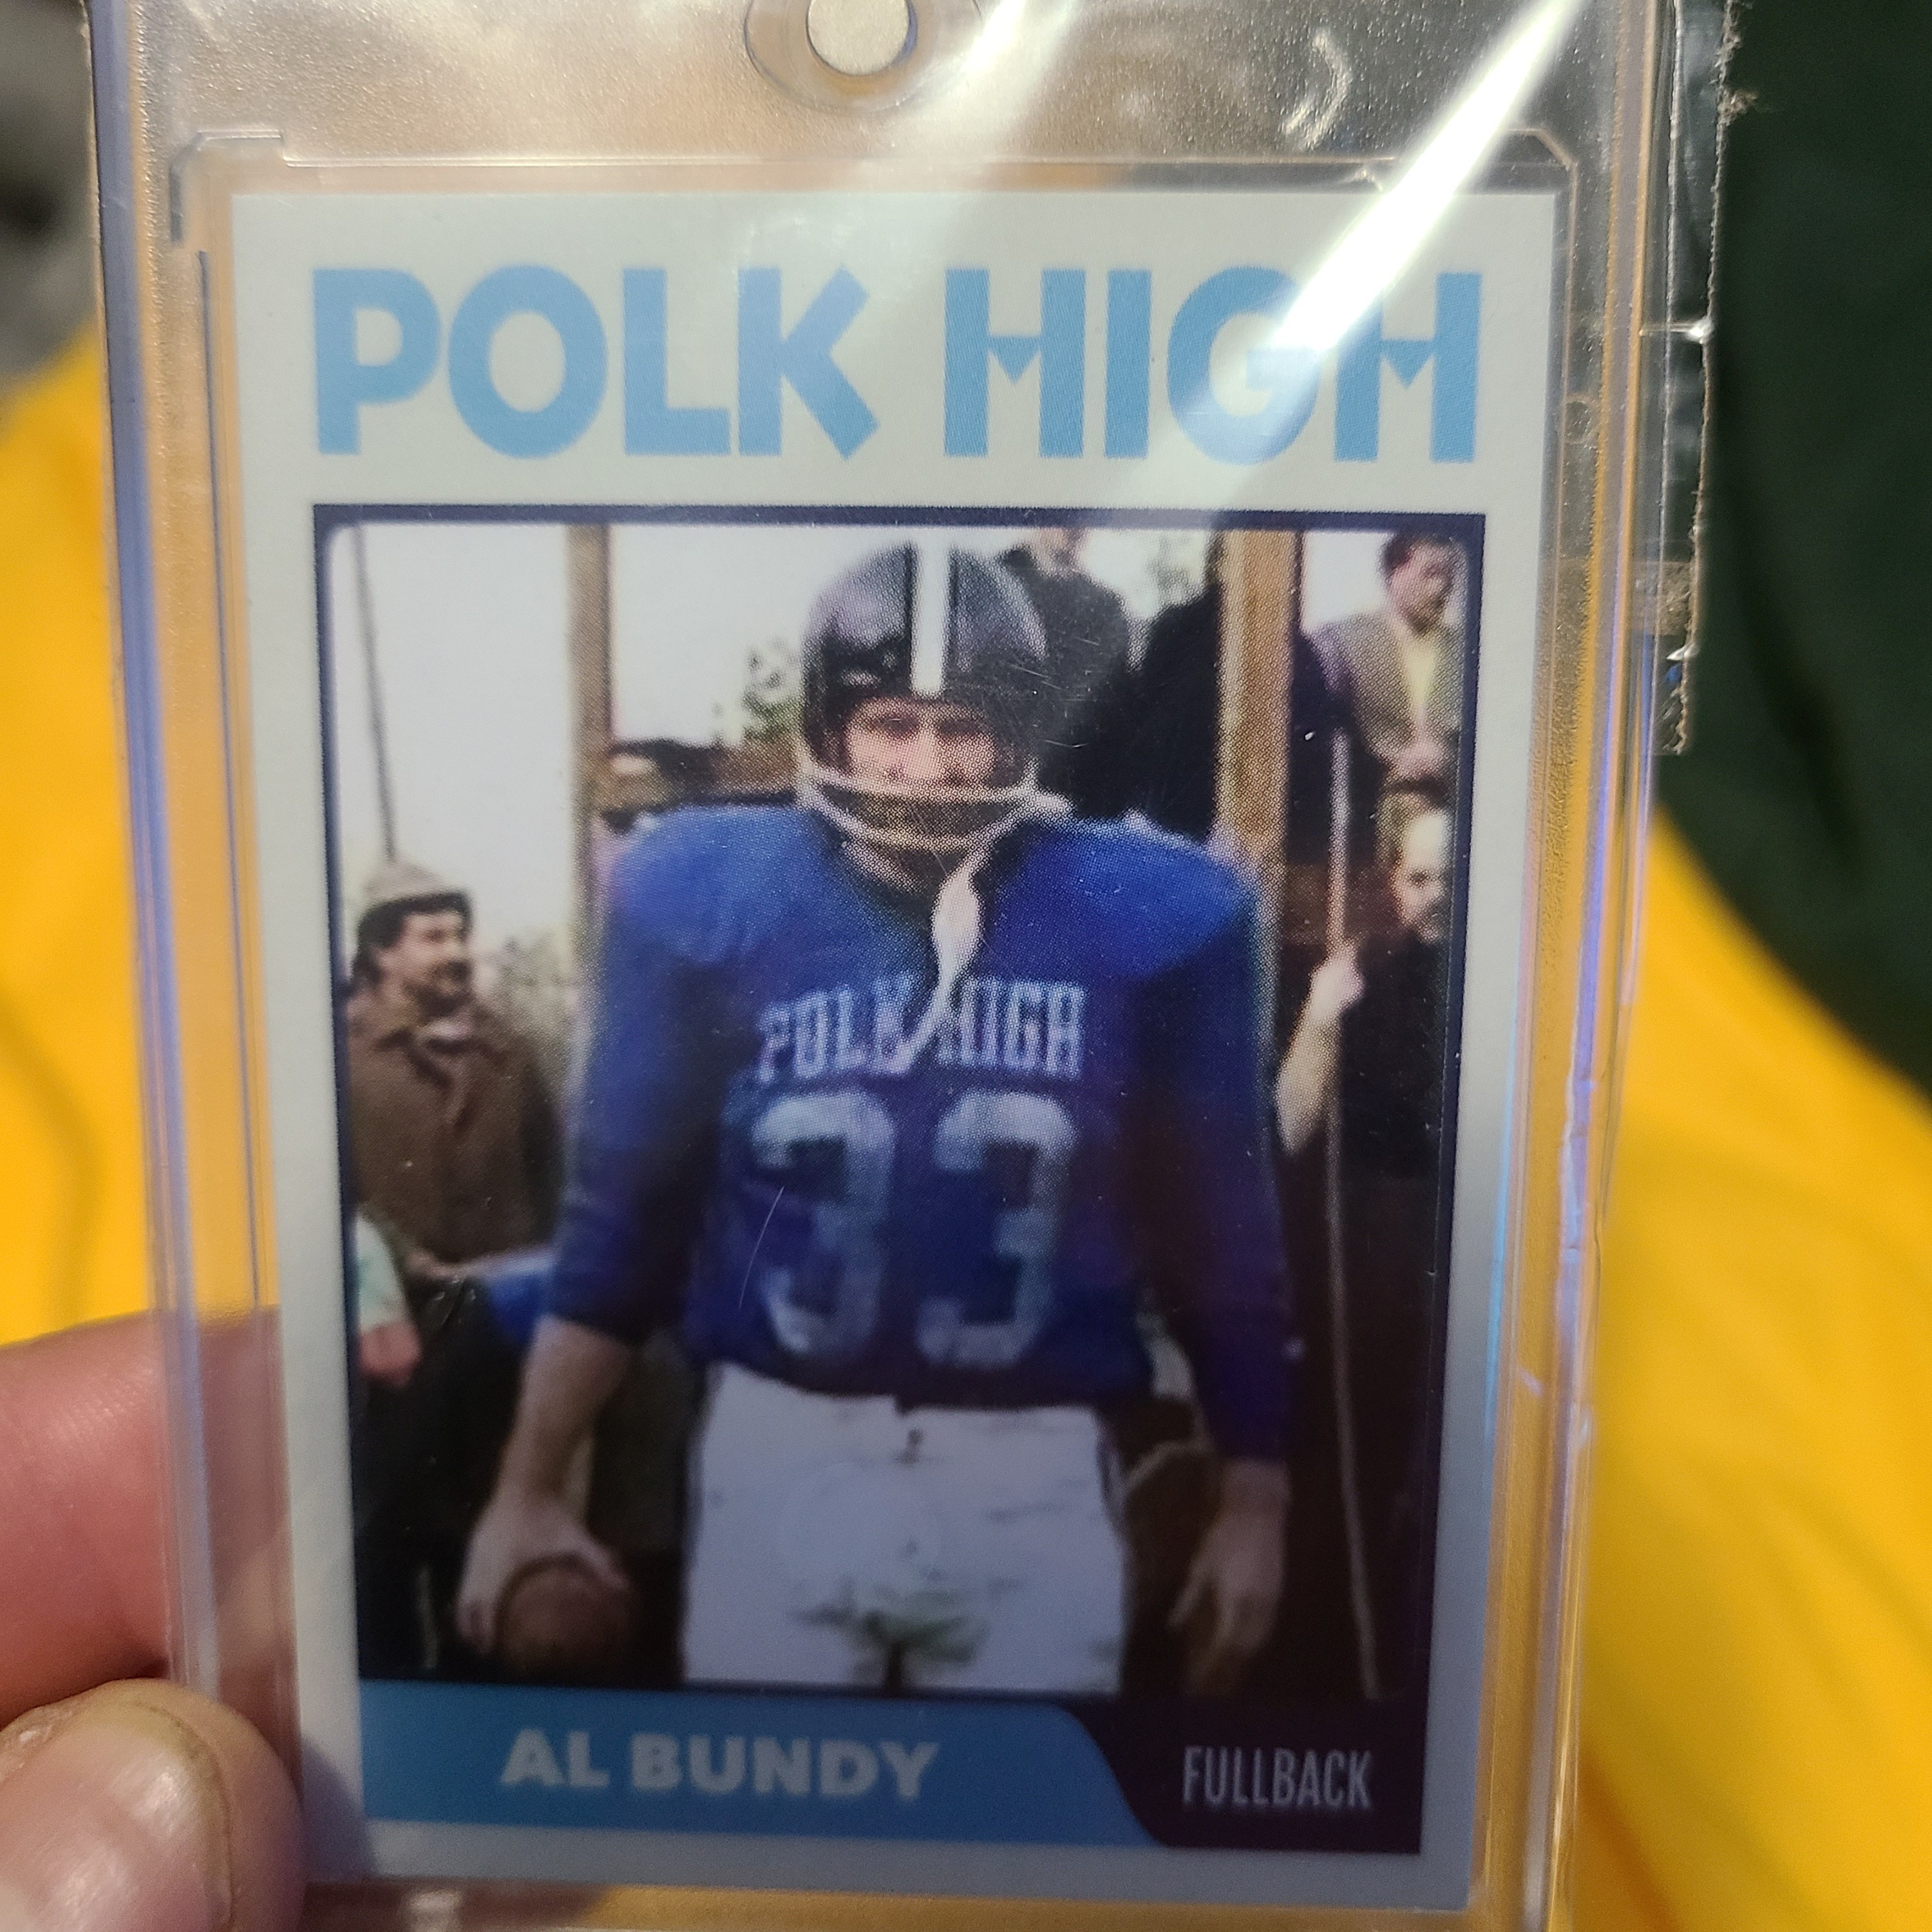 POLK HIGH
POLK HIGH
33
AL BUNDY
FULLBACK